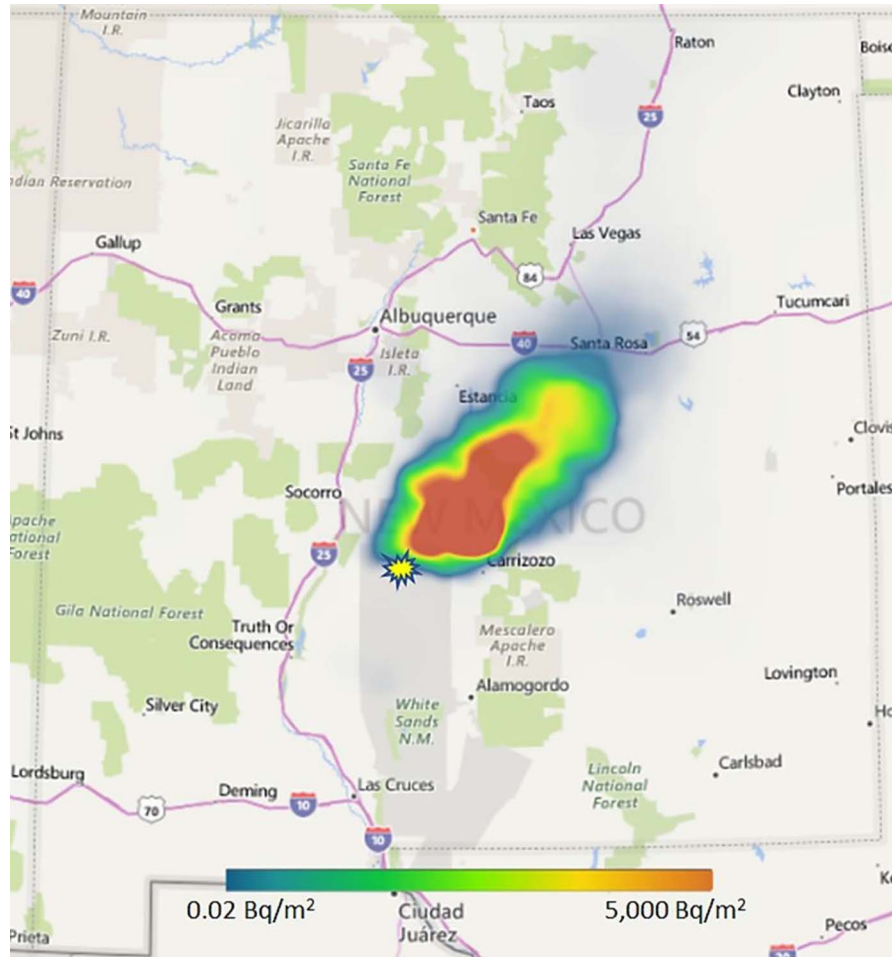 Mountain
I.R.
Raton
Boise
Clayton
Taos
25
Jicarilla
Apache
I.R.
Santa Fe
National
Forest
ndian Reservation
Santa Fe
Las Vegas
Gallup
84
40
Grants
Albuquerque
Tucumcari
Zuni I.R.
Acoma
Pueblo
Indian
Land
Isleta
I.R.
40
Santa Rosa
54
25
Estancia
St Johns
Clovis
Socorro
Portales
NEW MEXICO
pache
ational
Forest
25
Carrizozo
Gila National Forest
Roswell
Truth Or
Consequences
Mescalero
Apache
I.R.
Lovington
Alamogordo
Silver City
White
Sands
N.M.
Ho
Lordsburg
Carlsbad
Deming
Las Cruces
Lincoln
National
Forest
70
10
10
0.02 Bq/m²
5,000 Bq/m²
Ciudad
Juárez
Prieta
Pecos
20